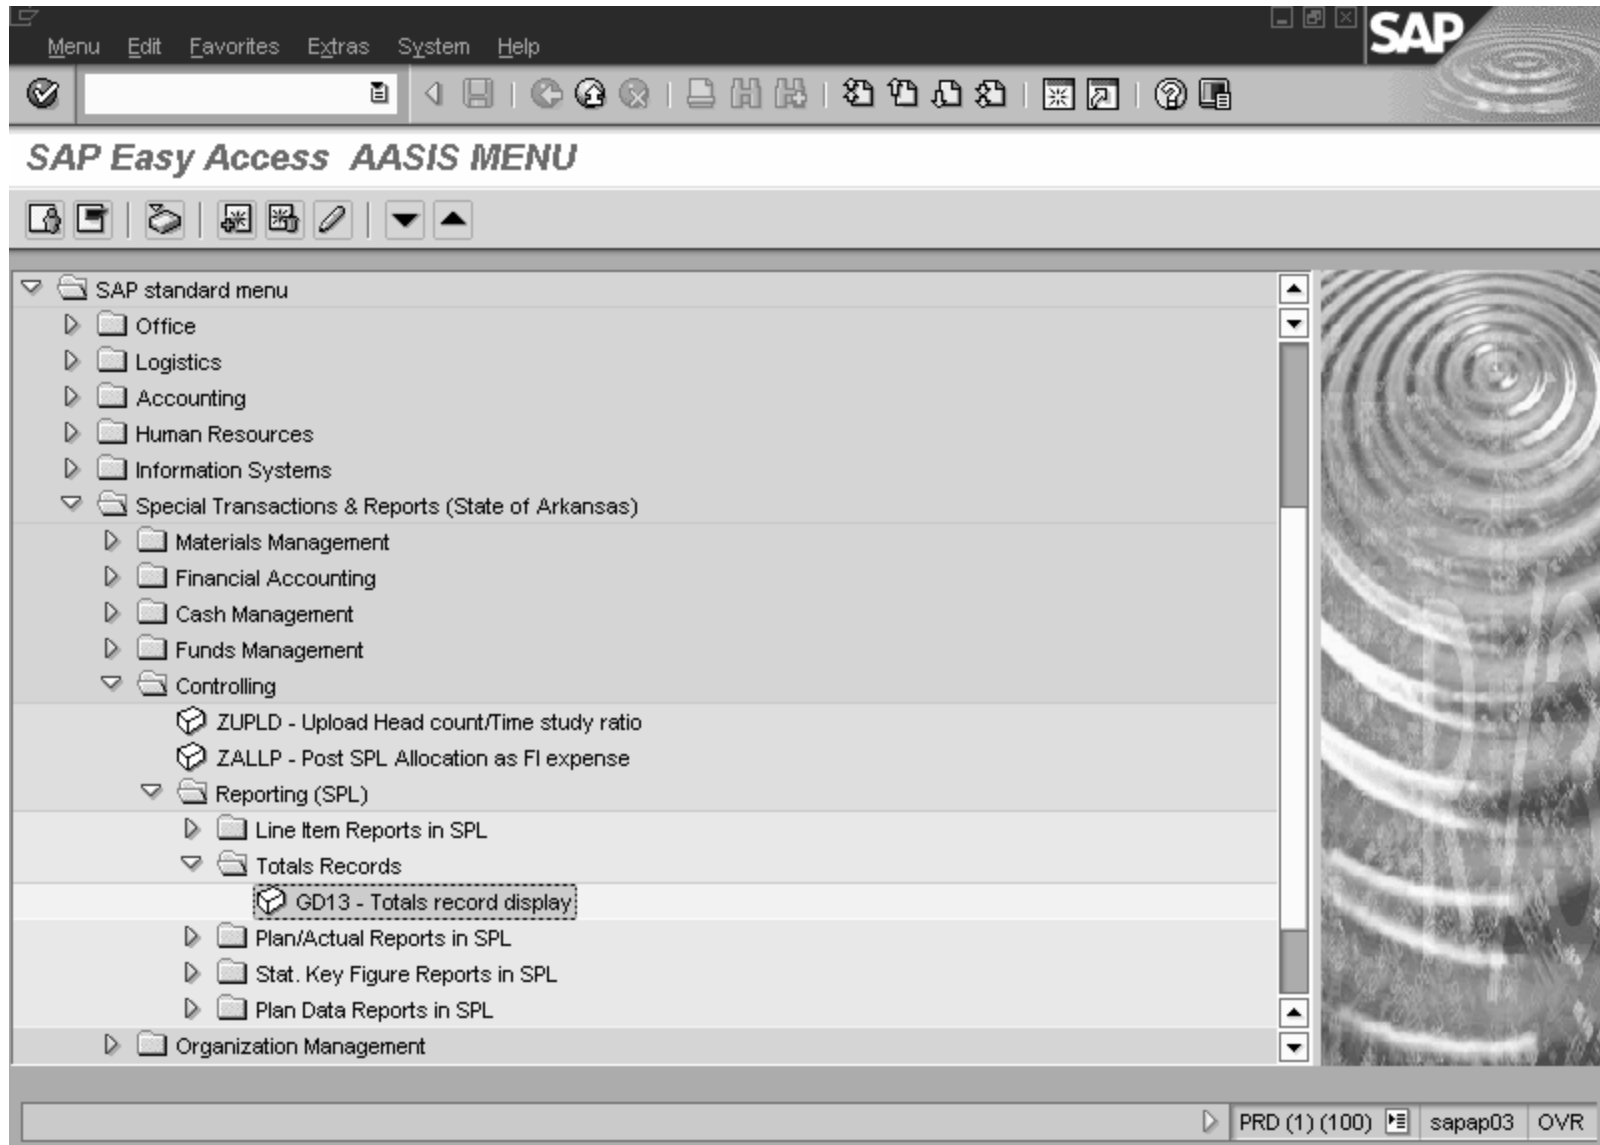 SAP
Menu Edit Favorites Extras System Help
SAP Easy Access AASIS MENU
SAP standard menu
Office
Logistics
Accounting
Human Resources
Information Systems
Special Transactions & Reports (State of Arkansas)
Materials Management
Financial Accounting
Cash Management
Funds Management
Controlling
ZUPLD - Upload Head count/Time study ratio
ZALLP - Post SPL Allocation as FI expense
Reporting (SPL)
Line Item Reports in SPL
Totals Records
GD13 - Totals record display
Plan/Actual Reports in SPL
Stat. Key Figure Reports in SPL
Plan Data Reports in SPL
Organization Management
PRD (1) (100) sapap03 OVR